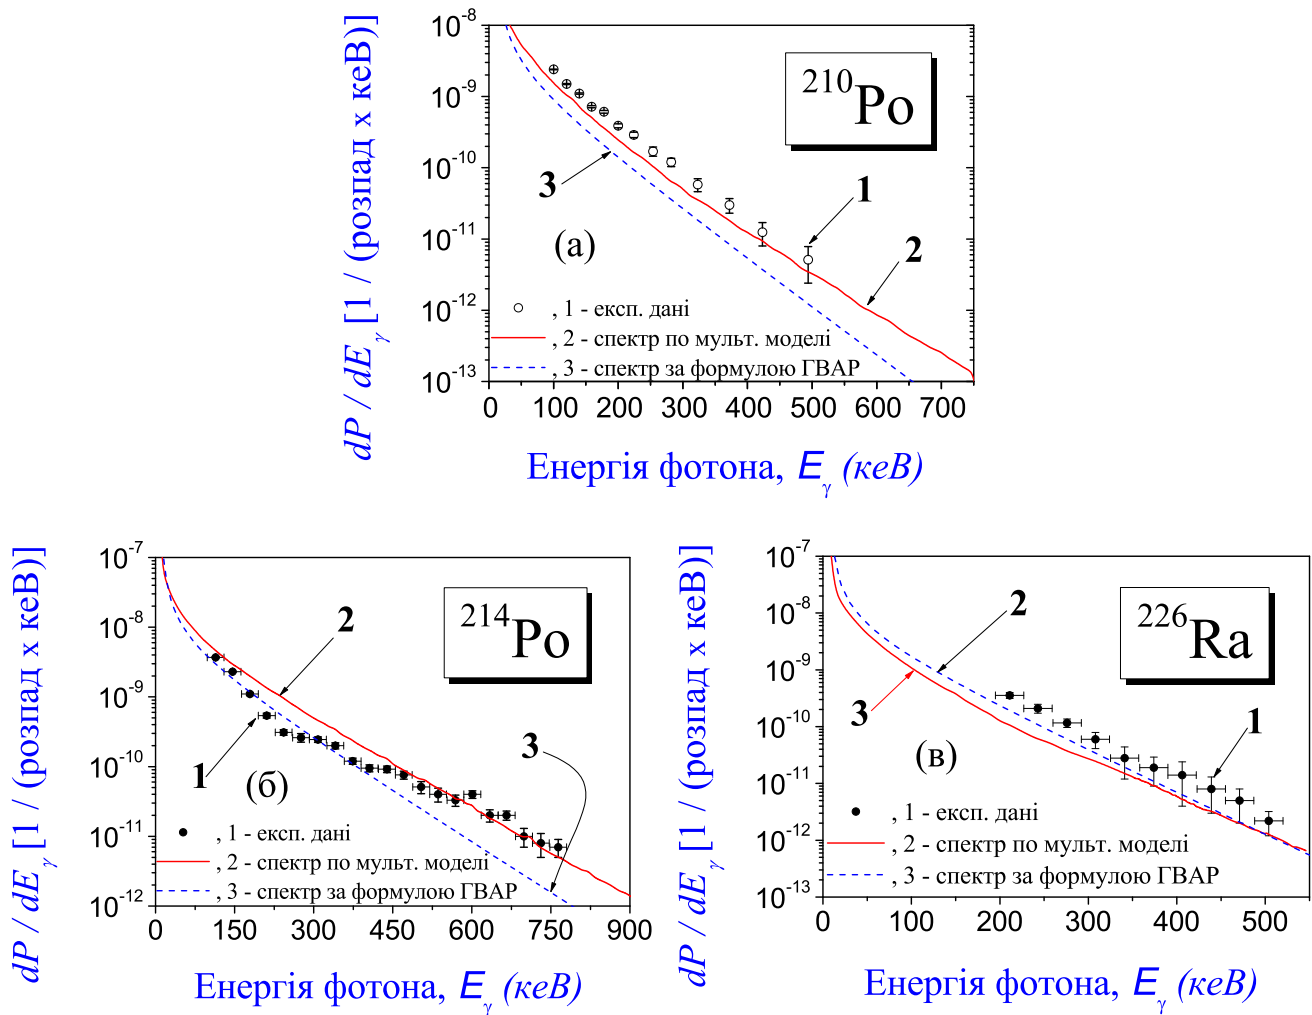 dP / dEγ [1 / (розпад x кеВ)]
10⁻⁸
10⁻⁹
10⁻¹⁰
10⁻¹¹
10⁻¹²
10⁻¹³
²¹⁰Po
3
1
2
(а)
, 1 - експ. дані
, 2 - спектр по мульт. моделі
, 3 - спектр за формулою ГВАР
0 100 200 300 400 500 600 700
Енергія фотона, Eγ (кеВ)
dP / dEγ [1 / (розпад x кеВ)]
10⁻⁷
10⁻⁸
10⁻⁹
10⁻¹⁰
10⁻¹¹
10⁻¹²
²¹⁴Po
2
3
1
(б)
, 1 - експ. дані
, 2 - спектр по мульт. моделі
, 3 - спектр за формулою ГВАР
0 150 300 450 600 750 900
Енергія фотона, Eγ (кеВ)
dP / dEγ [1 / (розпад x кеВ)]
10⁻⁷
10⁻⁸
10⁻⁹
10⁻¹⁰
10⁻¹¹
10⁻¹²
10⁻¹³
²²⁶Ra
2
3
1
(в)
, 1 - експ. дані
, 2 - спектр по мульт. моделі
, 3 - спектр за формулою ГВАР
0 100 200 300 400 500
Енергія фотона, Eγ (кеВ)